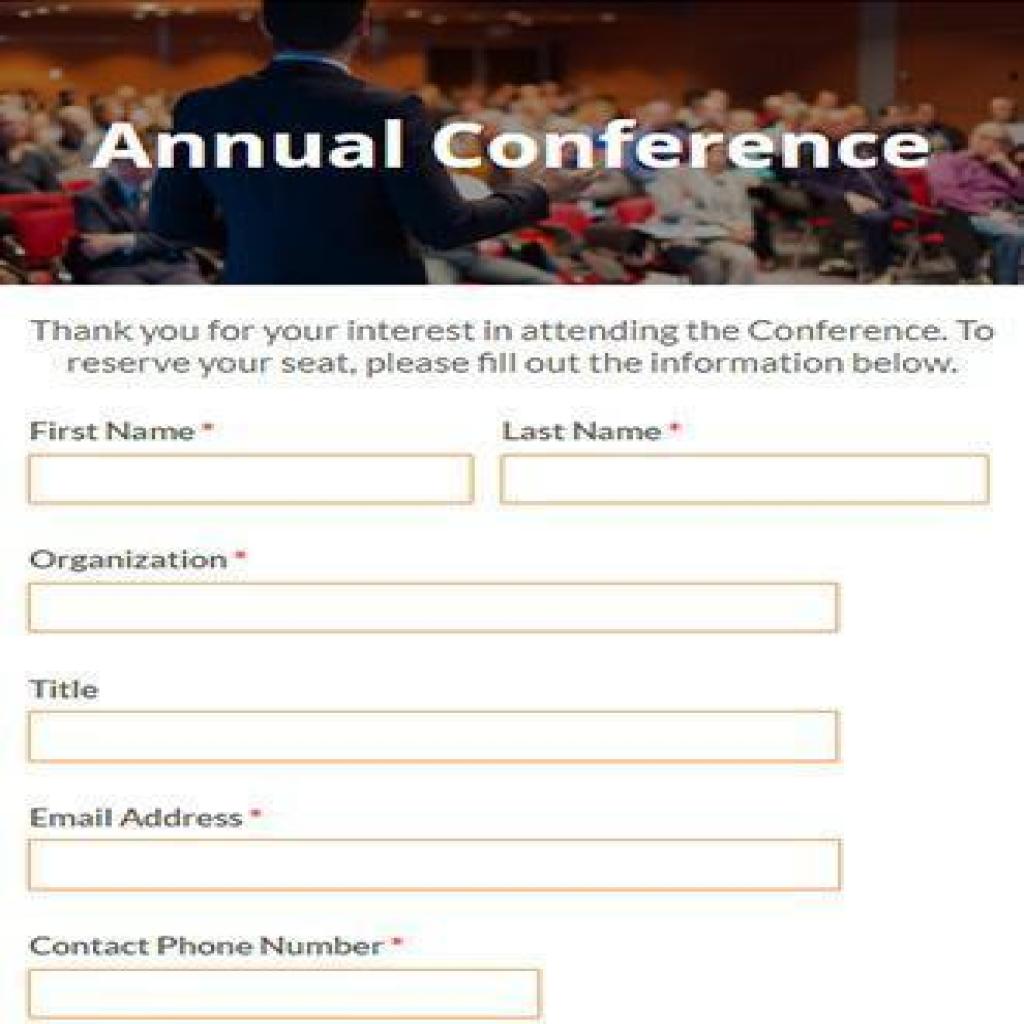 Annual Conference
Thank you for your interest in attending the Conference. To
reserve your seat, please fill out the information below.
First Name * Last Name *
Organization *
Title
Email Address *
Contact Phone Number *